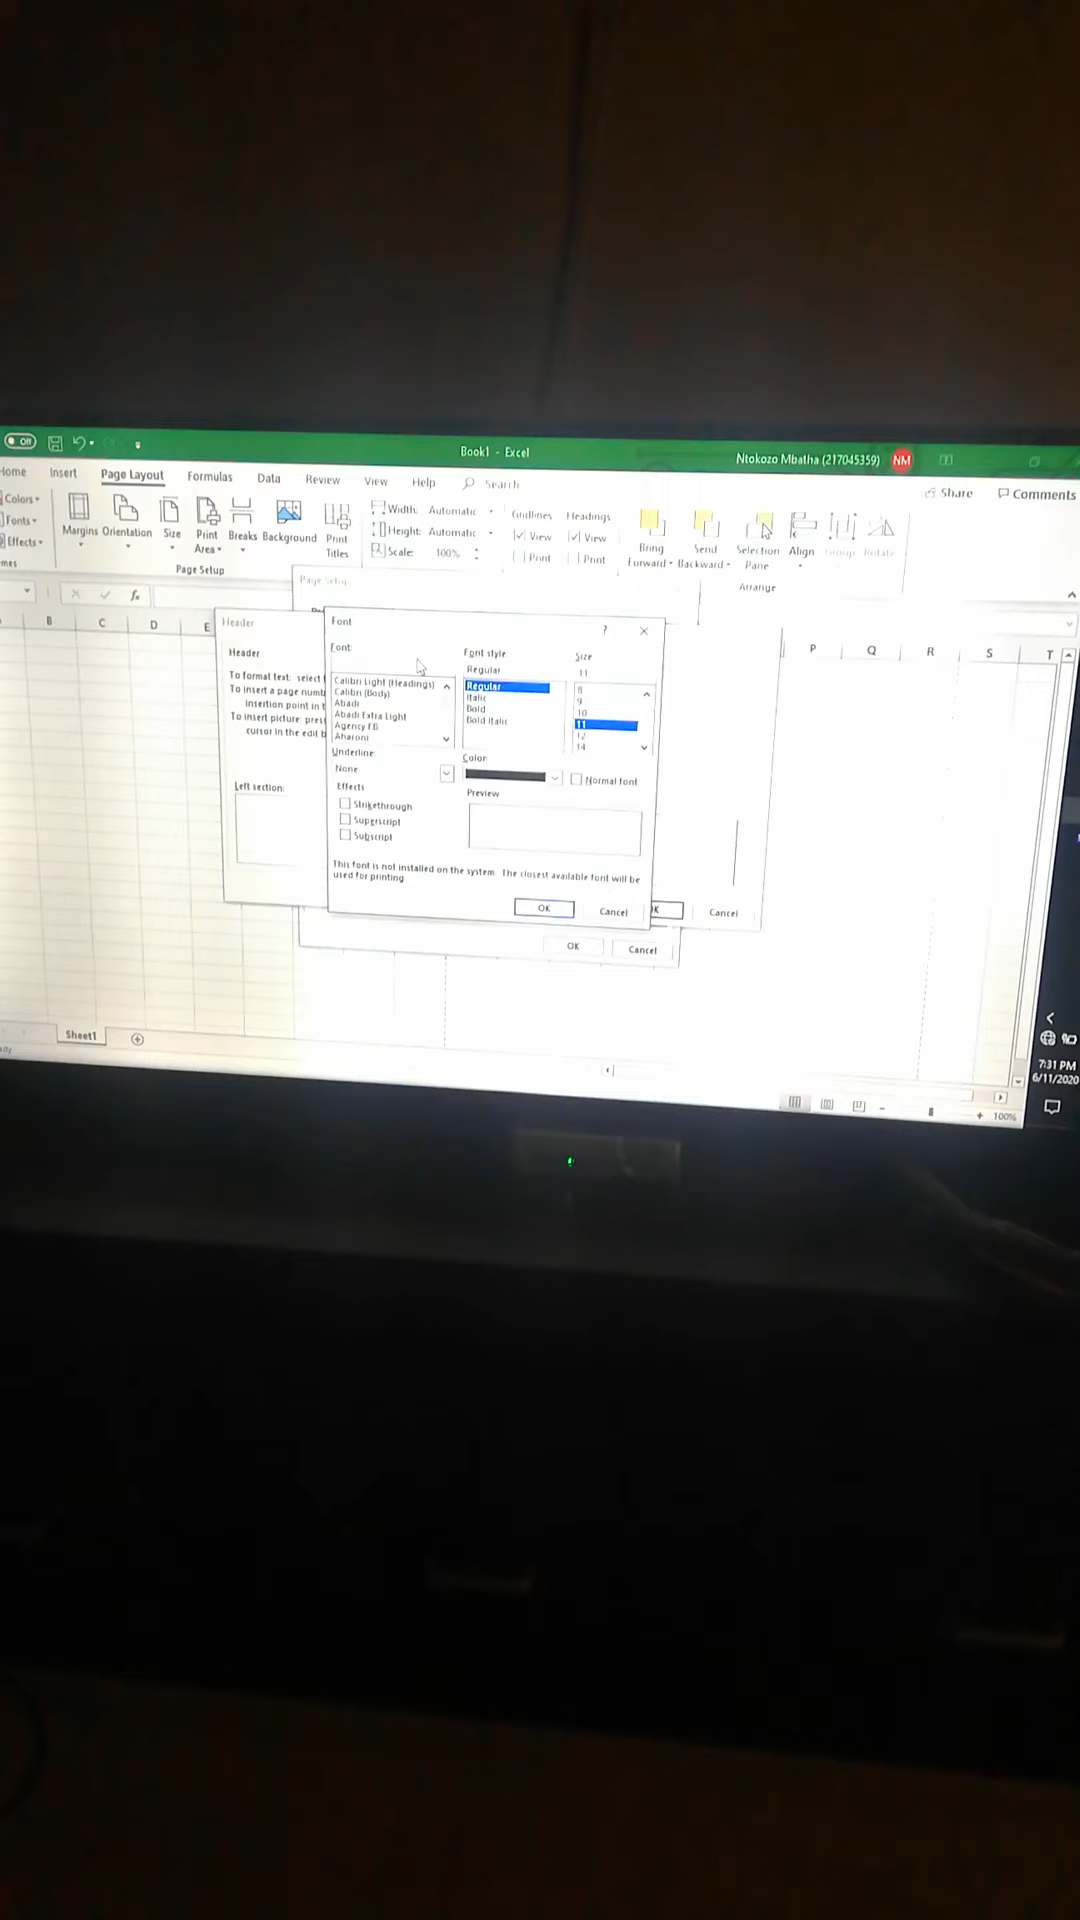 Off
Book1 - Excel
Ntokozo Mbatha (217045359) NM
Home Insert Page Layout Formulas Data Review View Help Search
Share Comments
Colors
Fonts
Effects
Margins Orientation Size Print Area Breaks Background Print Titles
Width: Automatic
Height: Automatic
Scale: 100%
Gridlines Headings
View View
Print Print
Bring Forward Send Backward Selection Pane Align Group Rotate
Page Setup
Arrange
Page Setup
fx
B C D E P Q R S T
Header
Header
To format text: select
To insert a page numb
insertion point in t
To insert picture: pres
cursor in the edit b
Left section:
Font ?
Font:
Calibri Light (Headings)
Calibri (Body)
Abadi
Abadi Extra Light
Agency FB
Aharoni
Font style
Regular
Regular
Italic
Bold
Bold Italic
Size
11
8
9
10
11
12
14
Underline:
None
Color:
Normal font
Effects
Strikethrough
Superscript
Subscript
Preview
This font is not installed on the system. The closest available font will be
used for printing
OK Cancel
K Cancel
OK Cancel
Sheet1
7:31 PM
6/11/2020
100%